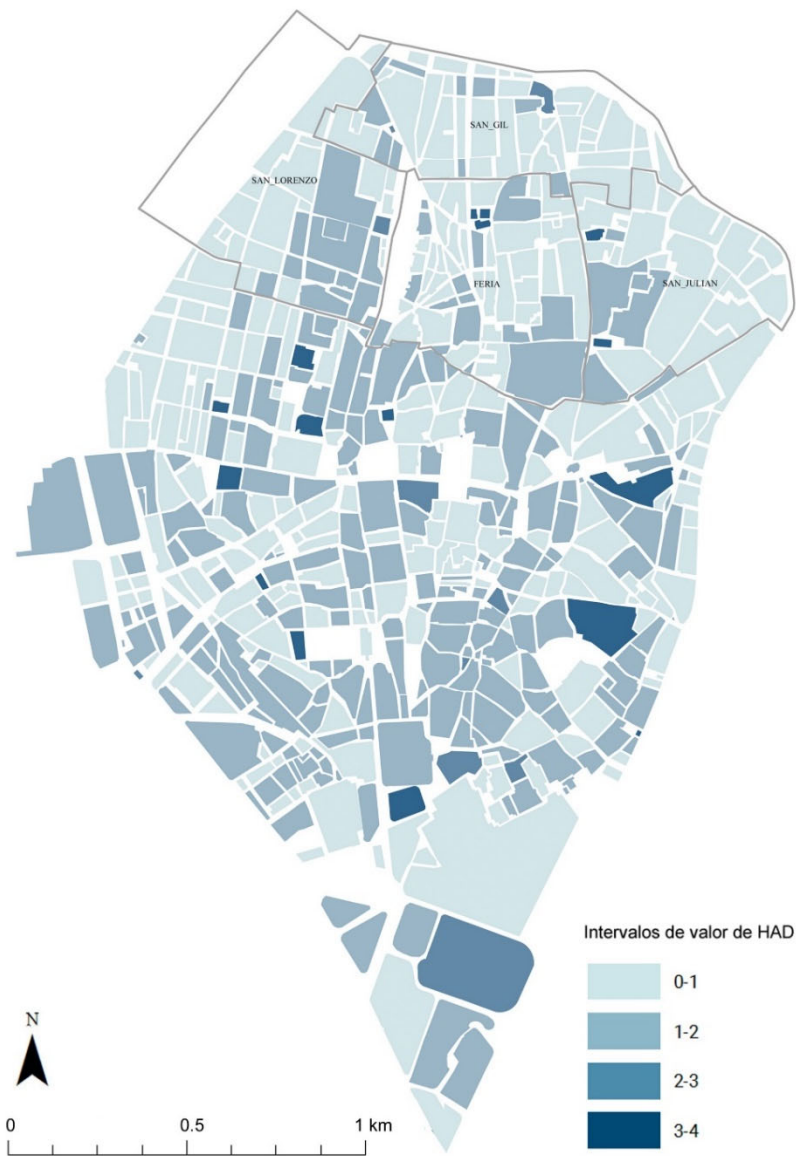 SAN_GIL
SAN_LORENZO
FERIA
SAN_JULIAN
Intervalos de valor de HAD
0-1
1-2
2-3
3-4
N
0 0.5 1 km